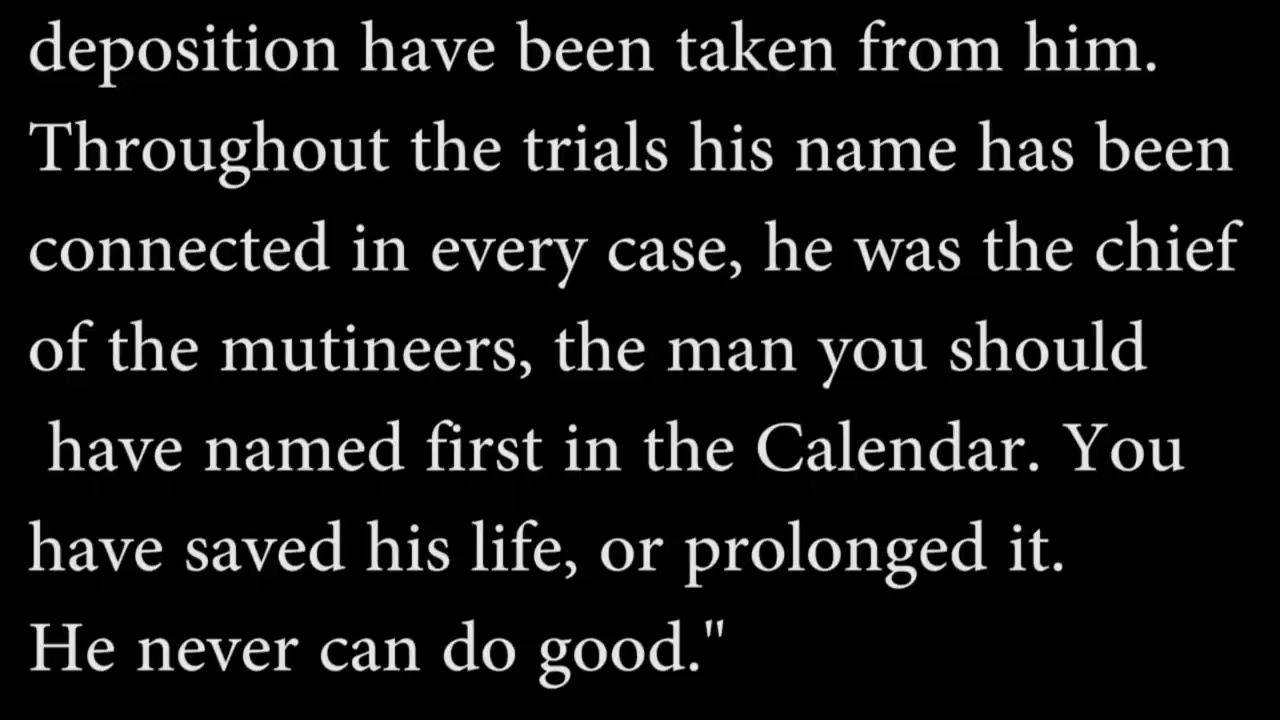 deposition have been taken from him.
Throughout the trials his name has been
connected in every case, he was the chief
of the mutineers, the man you should
have named first in the Calendar. You
have saved his life, or prolonged it.
He never can do good."